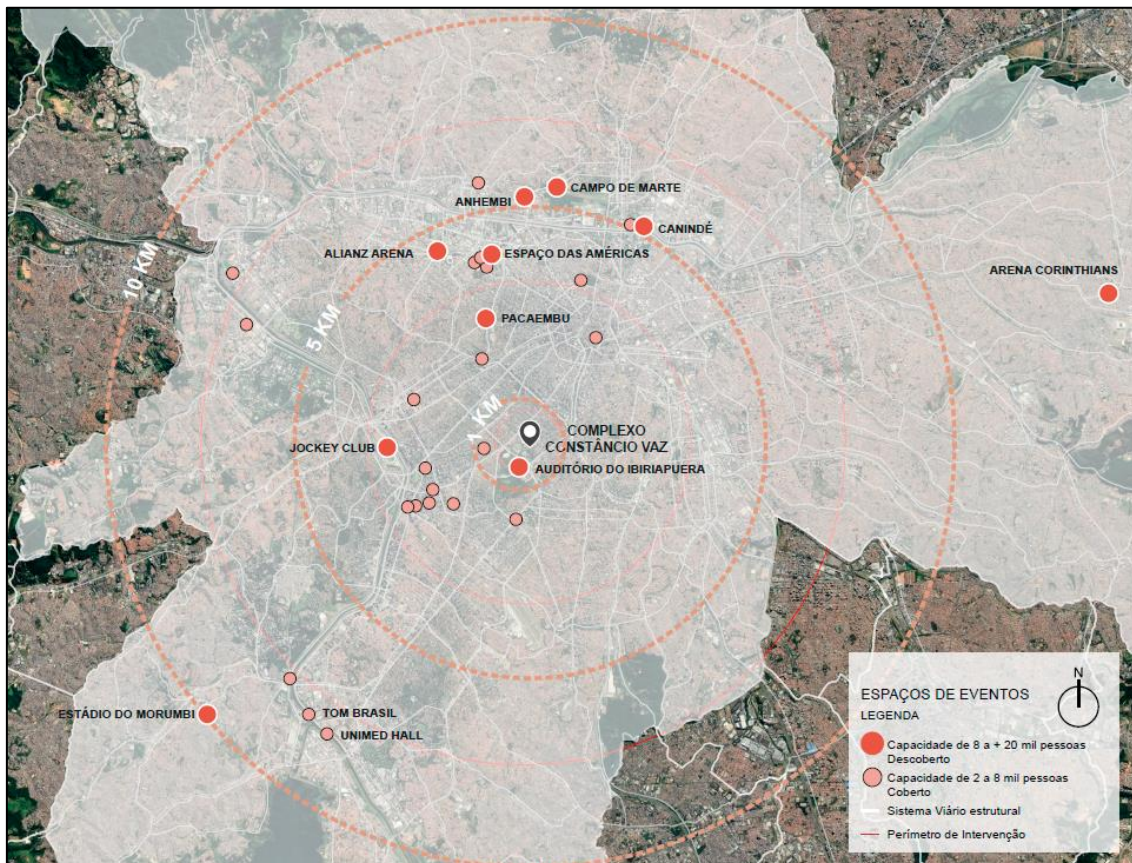 CAMPO DE MARTE
ANHEMBI
CANINDÉ
ALIANZ ARENA
ESPAÇO DAS AMÉRICAS
10 KM
ARENA CORINTHIANS
5 KM
PACAEMBU
1 KM
COMPLEXO
CONSTÂNCIO VAZ
JOCKEY CLUB
AUDITÓRIO DO IBIRIAPUERA
ESTÁDIO DO MORUMBI
TOM BRASIL
UNIMED HALL
N
ESPAÇOS DE EVENTOS
LEGENDA
Capacidade de 8 a + 20 mil pessoas
Descoberto
Capacidade de 2 a 8 mil pessoas
Coberto
Sistema Viário estrutural
Perímetro de Intervenção